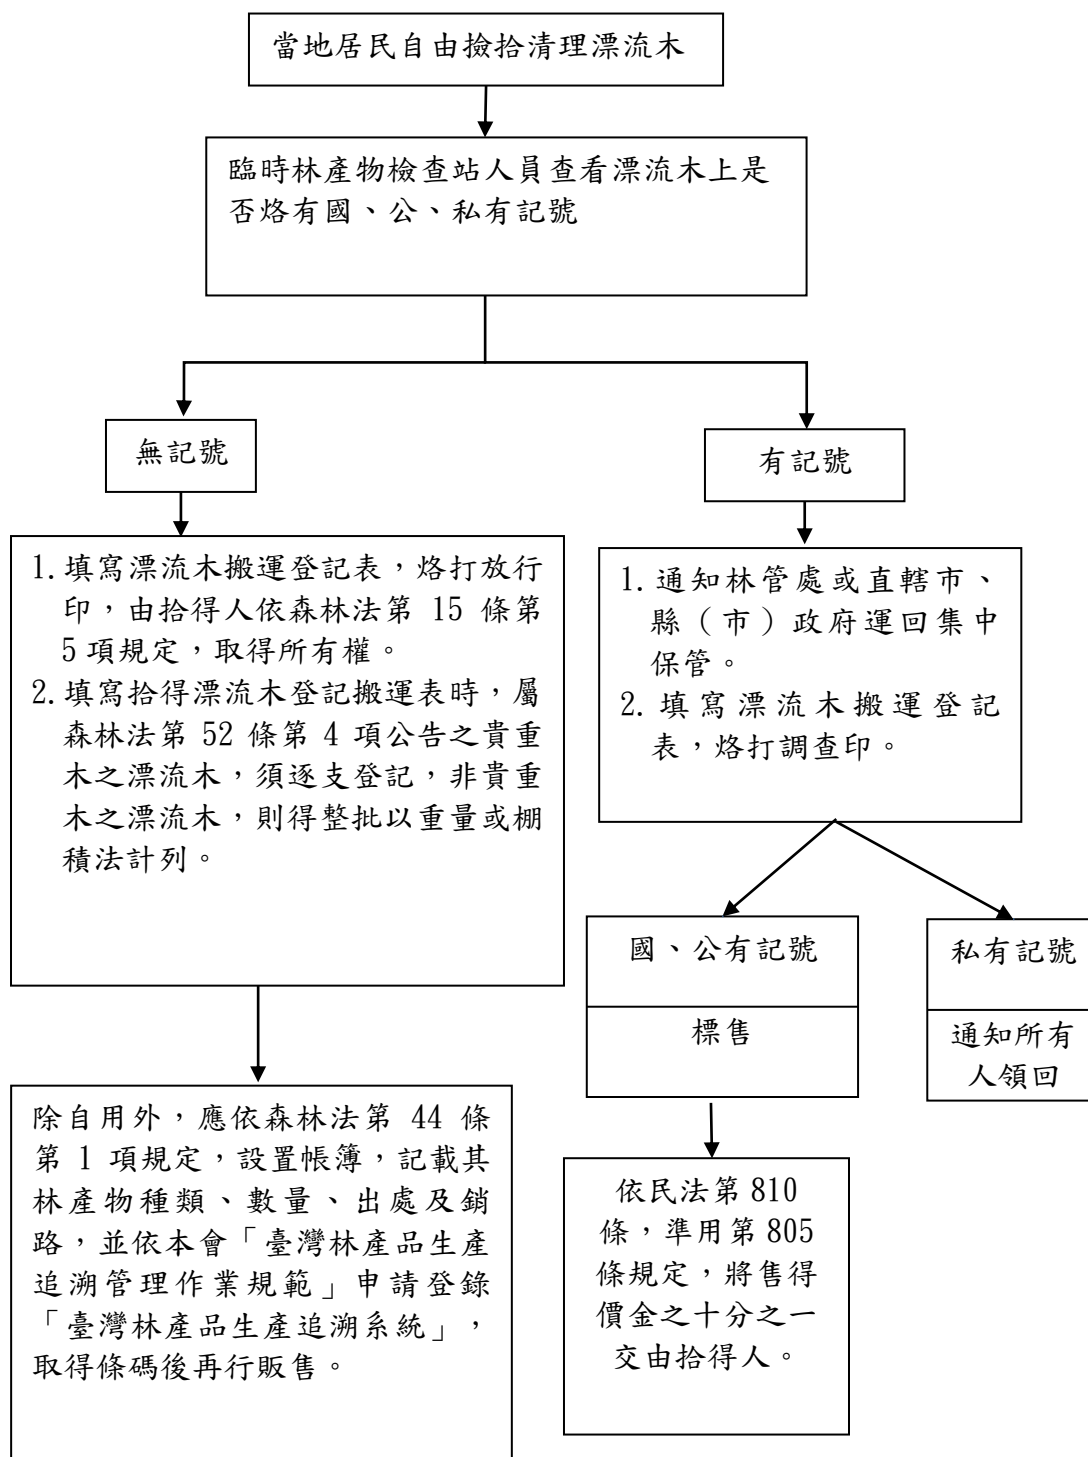 當地居民自由撿拾清理漂流木
臨時林產物檢查站人員查看漂流木上是
否烙有國、公、私有記號
無記號
有記號
1.填寫漂流木搬運登記表，烙打放行
印，由拾得人依森林法第 15 條第
5項規定，取得所有權。
2.填寫拾得漂流木登記搬運表時，屬
森林法第 52 條第 4 項公告之貴重
木之漂流木，須逐支登記，非貴重
木之漂流木，則得整批以重量或棚
積法計列。
1.通知林管處或直轄市、
縣（市）政府運回集中
保管。
2.填寫漂流木搬運登記
表，烙打調查印。
國、公有記號
標售
私有記號
通知所有
人領回
除自用外，應依森林法第 44 條
第 1 項規定，設置帳簿，記載其
林產物種類、數量、出處及銷
路，並依本會「臺灣林產品生產
追溯管理作業規範」申請登錄
「臺灣林產品生產追溯系統」，
取得條碼後再行販售。
依民法第 810
條，準用第 805
條規定，將售得
價金之十分之一
交由拾得人。